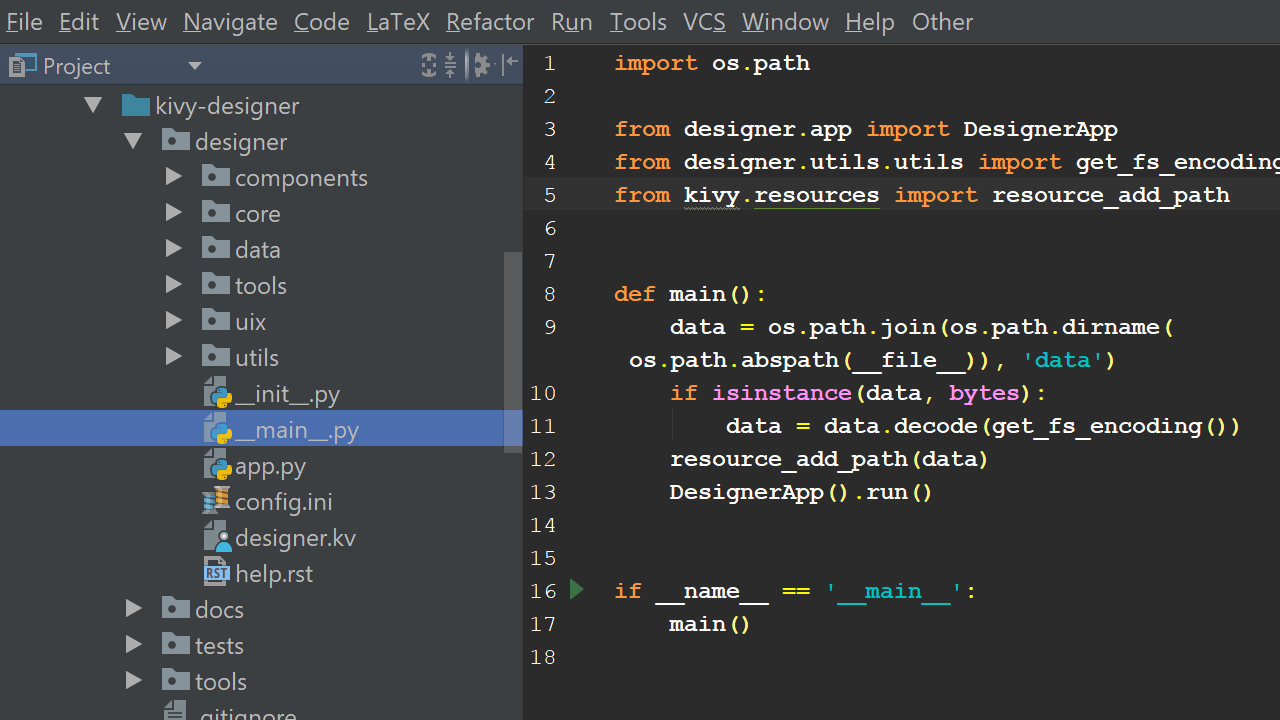 File Edit View Navigate Code LaTeX Refactor Run Tools VCS Window Help Other
Project
kivy-designer
designer
components
core
data
tools
uix
utils
__init__.py
__main__.py
app.py
config.ini
designer.kv
RST help.rst
docs
tests
tools
.gitignore
1 import os.path
2
3 from designer.app import DesignerApp
4 from designer.utils.utils import get_fs_encoding
5 from kivy.resources import resource_add_path
6
7
8 def main():
9 data = os.path.join(os.path.dirname(
os.path.abspath(__file__)), 'data')
10 if isinstance(data, bytes):
11 data = data.decode(get_fs_encoding())
12 resource_add_path(data)
13 DesignerApp().run()
14
15
16 if __name__ == '__main__':
17 main()
18